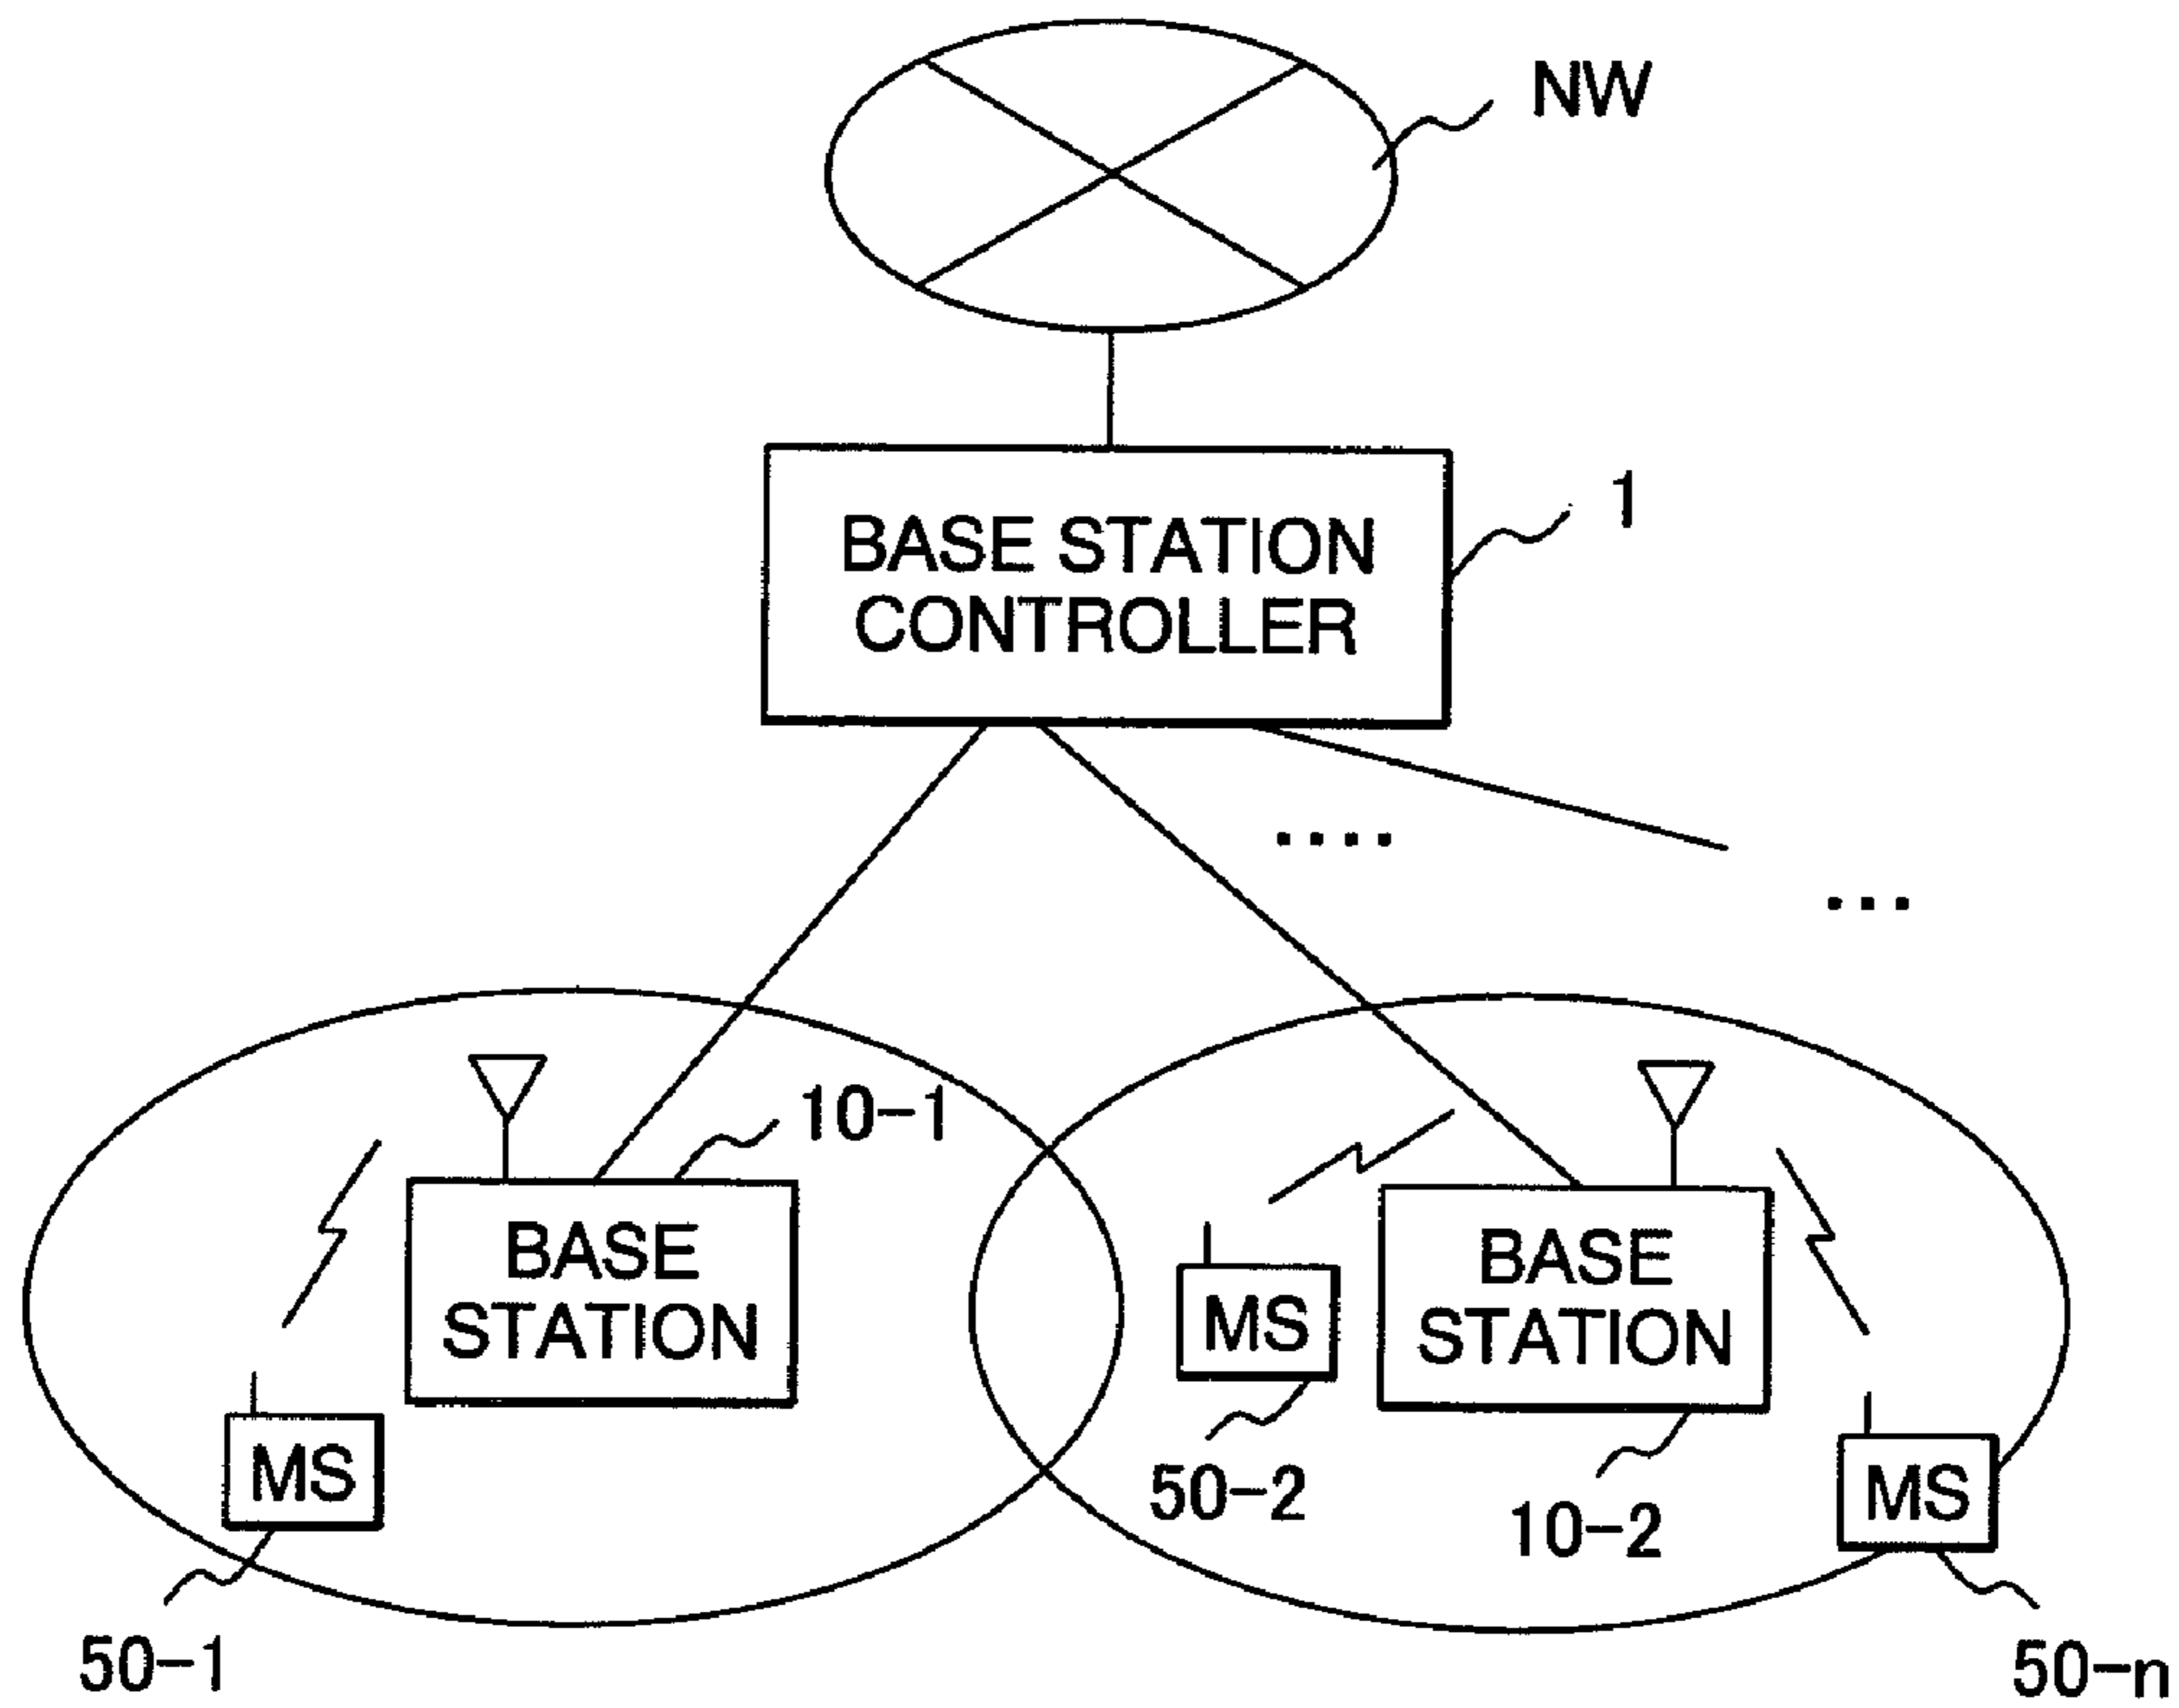 NW
BASE STATION
CONTROLLER
1
....
...
10-1
BASE
STATION
BASE
STATION
MS
MS
50-2
10-2
MS
50-1
50-n